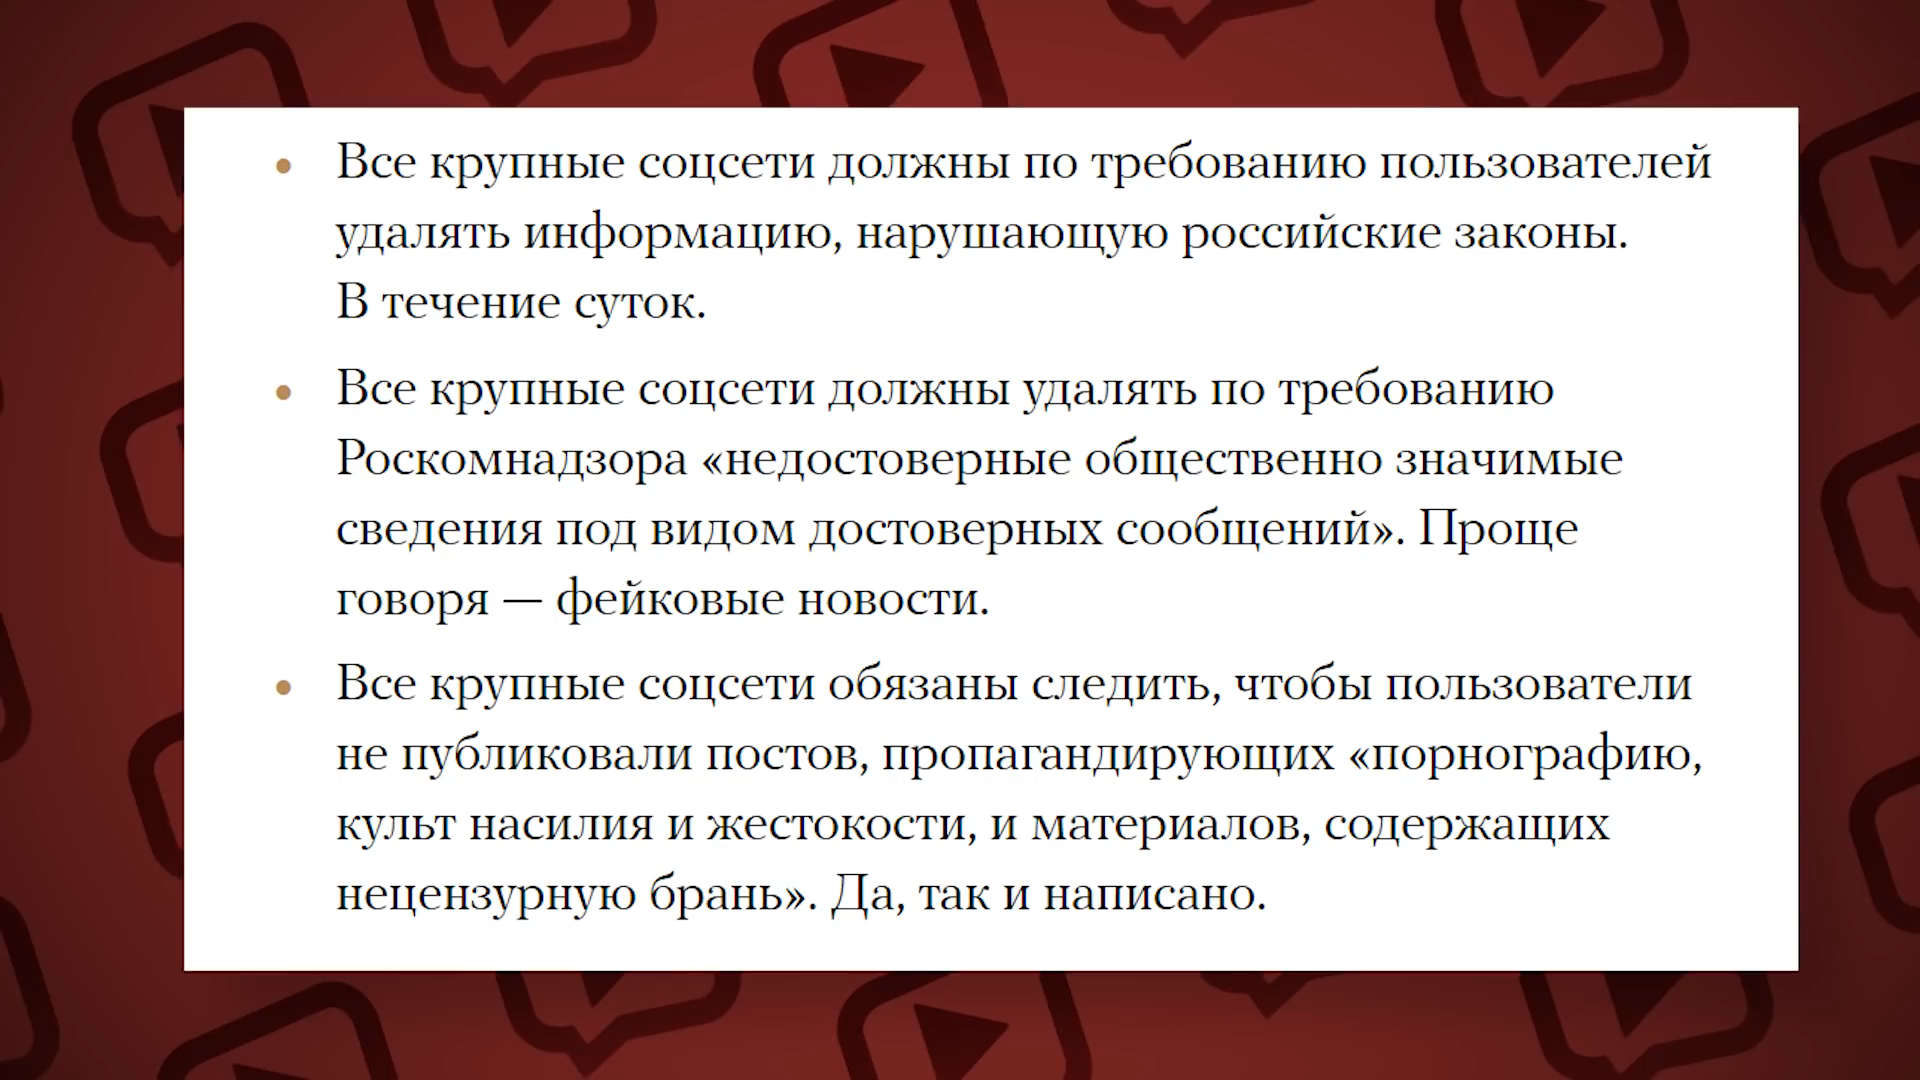 Все крупные соцсети должны по требованию пользователей
удалять информацию, нарушающую российские законы.
В течение суток.
Все крупные соцсети должны удалять по требованию
Роскомнадзора «недостоверные общественно значимые
сведения под видом достоверных сообщений». Проще
говоря — фейковые новости.
Все крупные соцсети обязаны следить, чтобы пользователи
не публиковали постов, пропагандирующих «порнографию,
культ насилия и жестокости, и материалов, содержащих
нецензурную брань». Да, так и написано.